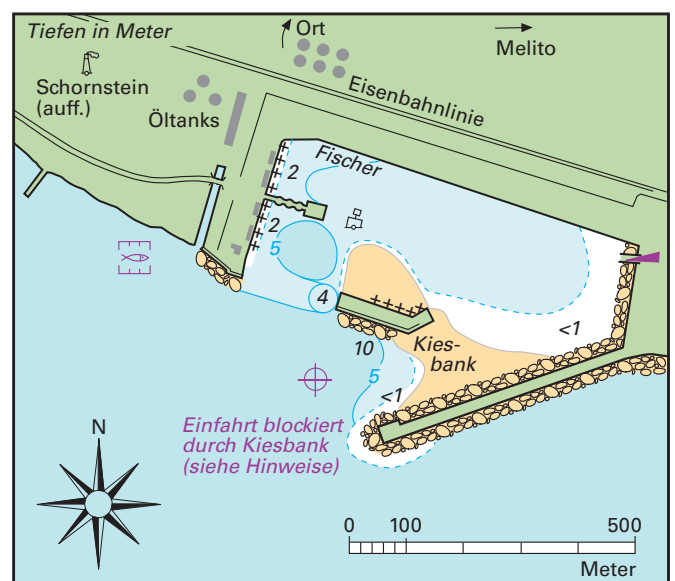 Tiefen in Meter
Ort
Melito
Schornstein
(auff.)
Öltanks
Eisenbahnlinie
Fischer
2
2
5
4
<1
10
Kies-
bank
5
<1
Einfahrt blockiert
durch Kiesbank
(siehe Hinweise)
N
0 100 500
Meter